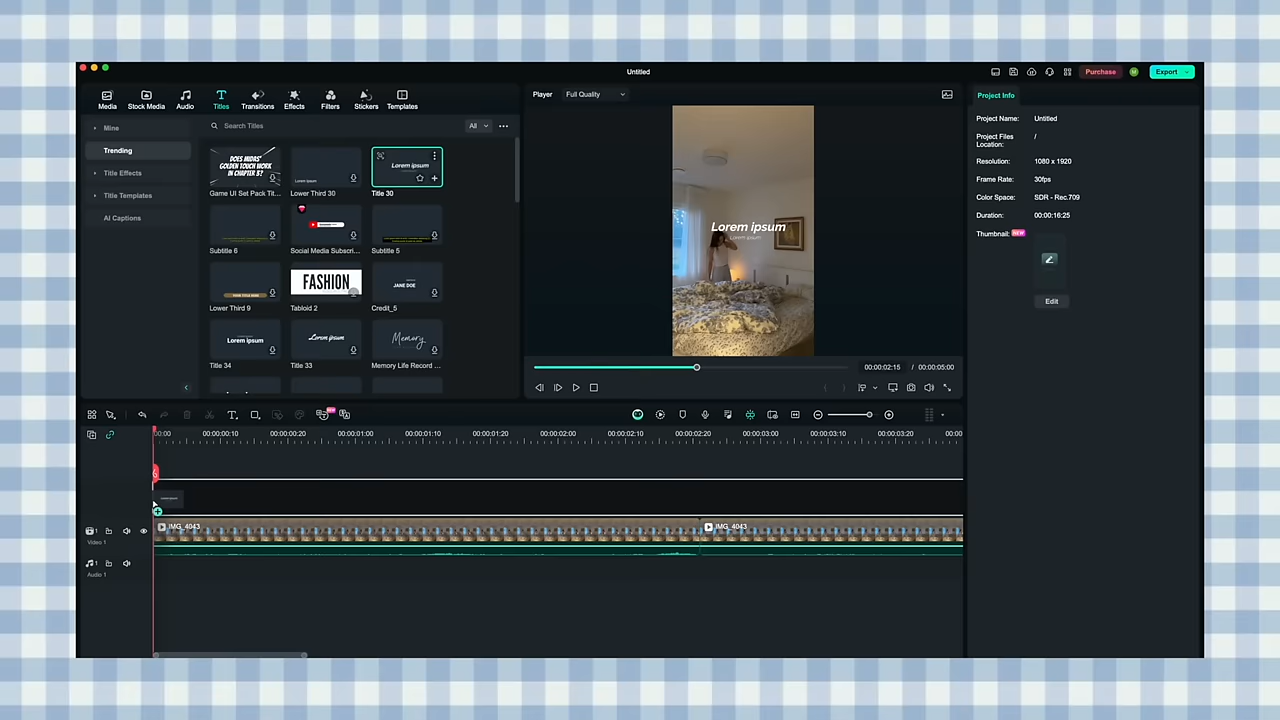 Untitled
Purchase
M
Export
Media
Stock Media
Audio
Titles
Transitions
Effects
Filters
Stickers
Templates
Player
Full Quality
Project Info
Mine
Trending
Title Effects
Title Templates
AI Captions
Search Titles
All
DOES MIDAS'
GOLDEN TOUCH WORK
IN CHAPTER 3?
Lorem ipsum
Lorem ipsum
Game UI Set Pack Tit...
Lower Third 30
Title 30
Subtitle 6
Social Media Subscri...
Subtitle 5
YOUR TITLE HERE
FASHION
JANE DOE
Lower Third 9
Tabloid 2
Credit_5
Lorem ipsum
Lorem ipsum
Memory
Title 34
Title 33
Memory Life Record ...
Lorem ipsum
Lorem ipsum
00:00:02:15 / 00:00:05:00
Project Name: Untitled
Project Files
Location: /
Resolution: 1080 x 1920
Frame Rate: 30fps
Color Space: SDR - Rec.709
Duration: 00:00:16:25
Thumbnail: NEW
Edit
NEW
:00:00
00:00:00:10
00:00:00:20
00:00:01:00
00:00:01:10
00:00:01:20
00:00:02:00
00:00:02:10
00:00:02:20
00:00:03:00
00:00:03:10
00:00:03:20
00:00
1
IMG_4043
IMG_4043
Video 1
1
Audio 1